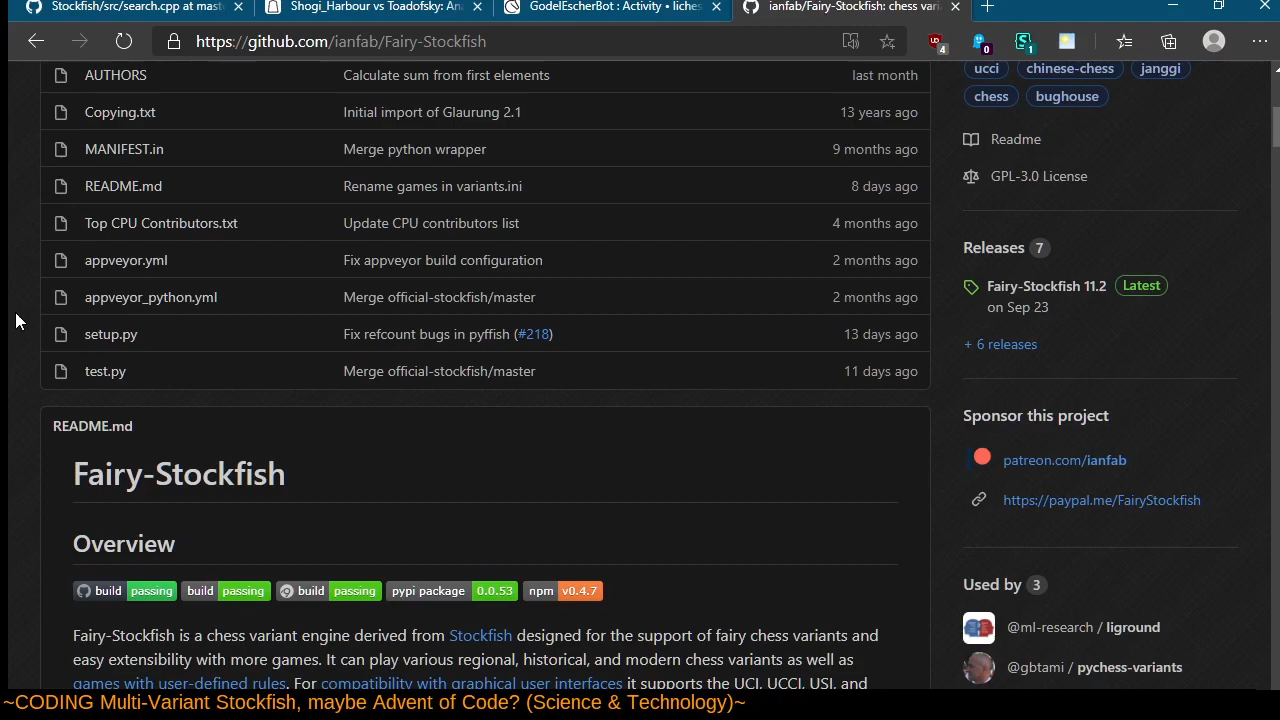 Stockfish/src/search.cpp at mast
Shogi_Harbour vs Toadofsky: Ana
GodelEscherBot : Activity • liches
ianfab/Fairy-Stockfish: chess vari
https://github.com/ianfab/Fairy-Stockfish
4
0
1
AUTHORS Calculate sum from first elements last month
Copying.txt Initial import of Glaurung 2.1 13 years ago
MANIFEST.in Merge python wrapper 9 months ago
README.md Rename games in variants.ini 8 days ago
Top CPU Contributors.txt Update CPU contributors list 4 months ago
appveyor.yml Fix appveyor build configuration 2 months ago
appveyor_python.yml Merge official-stockfish/master 2 months ago
setup.py Fix refcount bugs in pyffish (#218) 13 days ago
test.py Merge official-stockfish/master 11 days ago
README.md
Fairy-Stockfish
Overview
build passing build passing build passing pypi package 0.0.53 npm v0.4.7
Fairy-Stockfish is a chess variant engine derived from Stockfish designed for the support of fairy chess variants and
easy extensibility with more games. It can play various regional, historical, and modern chess variants as well as
games with user-defined rules. For compatibility with graphical user interfaces it supports the UCI, UCCI, USI, and
ucci chinese-chess janggi
chess bughouse
Readme
GPL-3.0 License
Releases 7
Fairy-Stockfish 11.2 Latest
on Sep 23
+ 6 releases
Sponsor this project
patreon.com/ianfab
https://paypal.me/FairyStockfish
Used by 3
@ml-research / liground
@gbtami / pychess-variants
~CODING Multi-Variant Stockfish, maybe Advent of Code? (Science & Technology)~